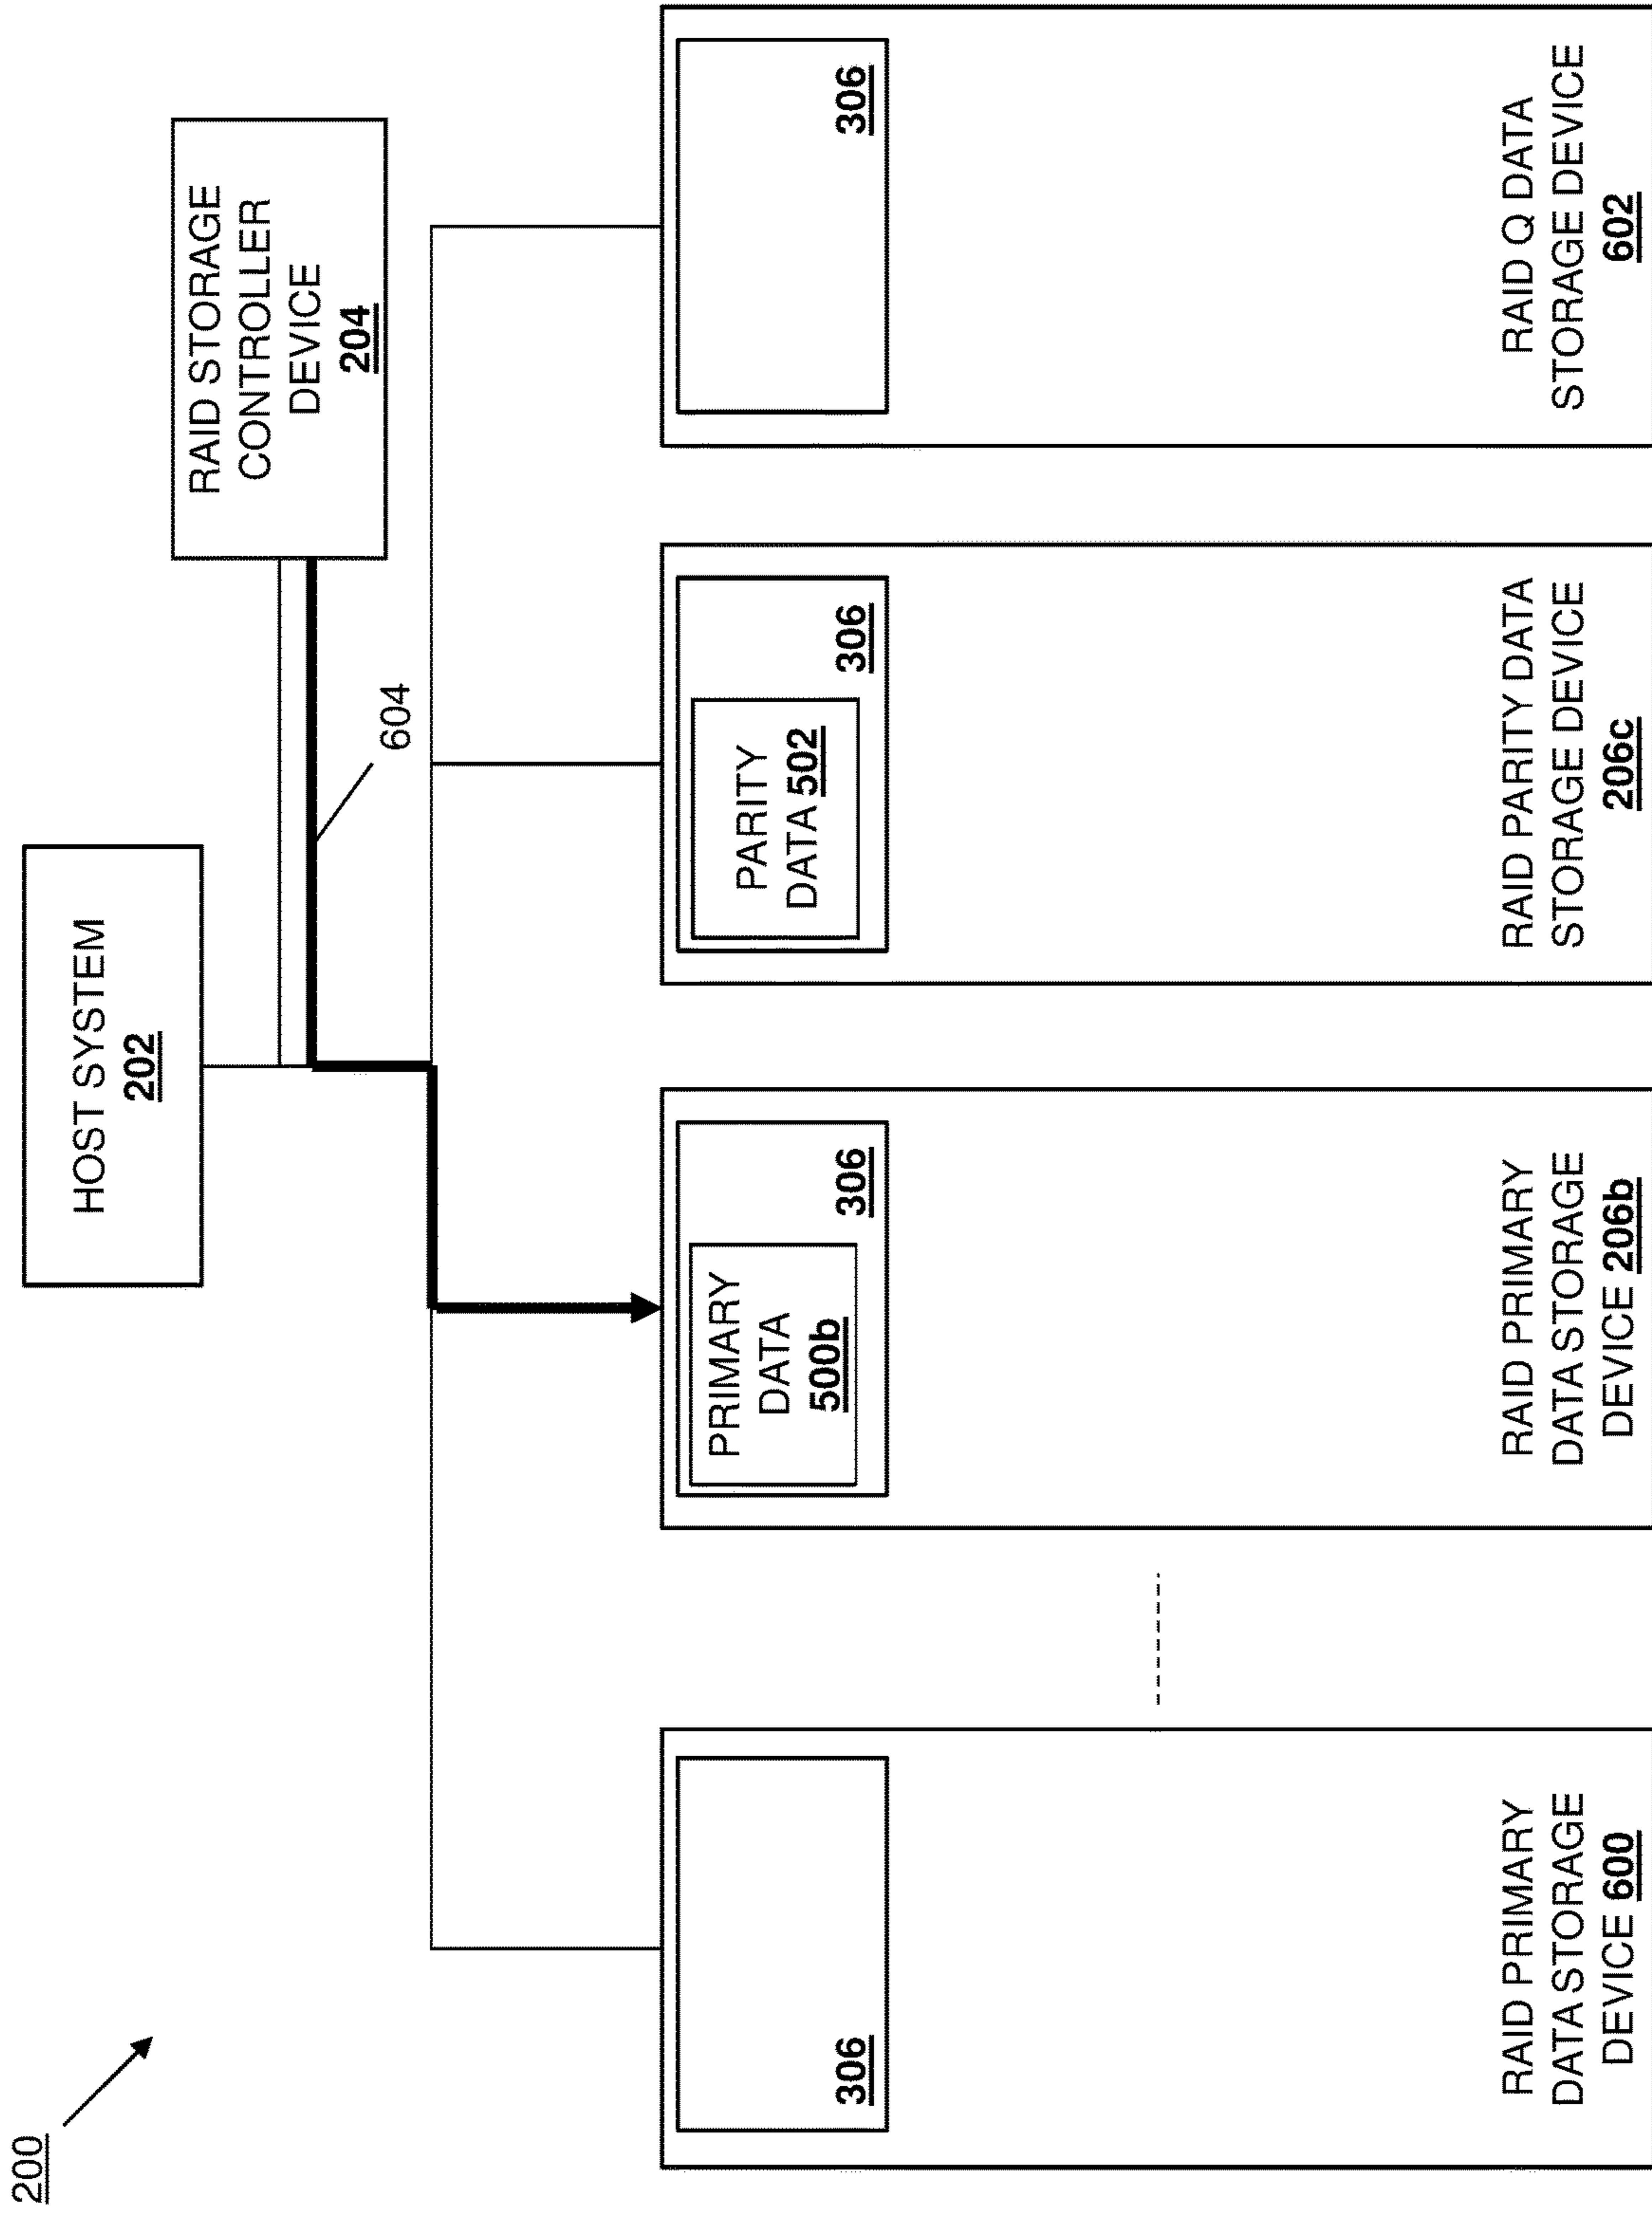 200
HOST SYSTEM
202
RAID STORAGE
CONTROLLER
DEVICE
204
604
306
PRIMARY
DATA
500b
306
PARITY
DATA 502
306
306
RAID PRIMARY
DATA STORAGE
DEVICE 600
RAID PRIMARY
DATA STORAGE
DEVICE 206b
RAID PARITY DATA
STORAGE DEVICE
206c
RAID Q DATA
STORAGE DEVICE
602